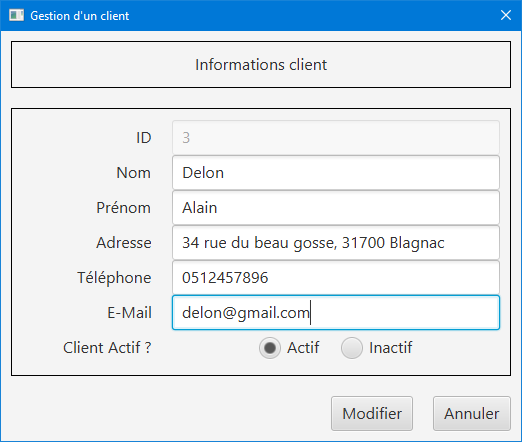 Gestion d'un client
Informations client
ID 3
Nom Delon
Prénom Alain
Adresse 34 rue du beau gosse, 31700 Blagnac
Téléphone 0512457896
E-Mail delon@gmail.com
Client Actif ? Actif Inactif
Modifier Annuler